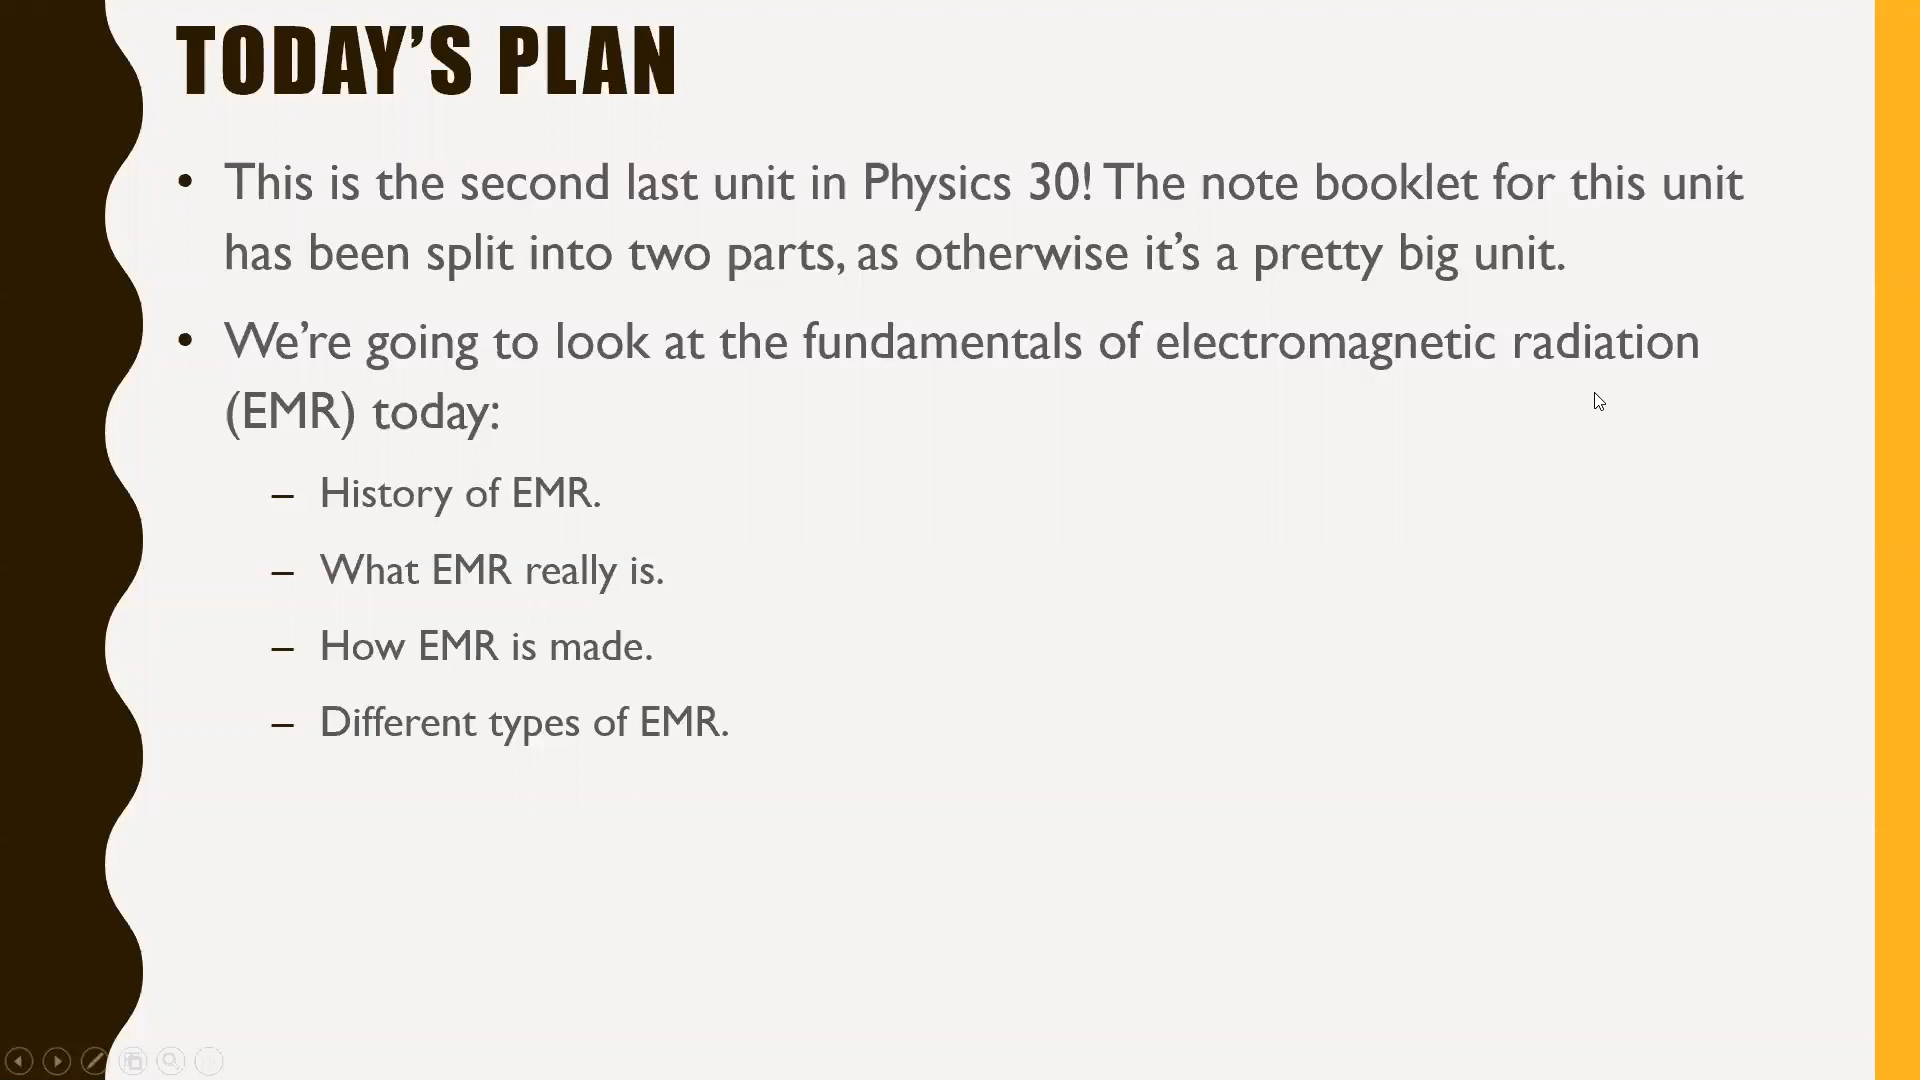 TODAY'S PLAN
• This is the second last unit in Physics 30! The note booklet for this unit
has been split into two parts, as otherwise it's a pretty big unit.
• We're going to look at the fundamentals of electromagnetic radiation
(EMR) today:
– History of EMR.
– What EMR really is.
– How EMR is made.
– Different types of EMR.